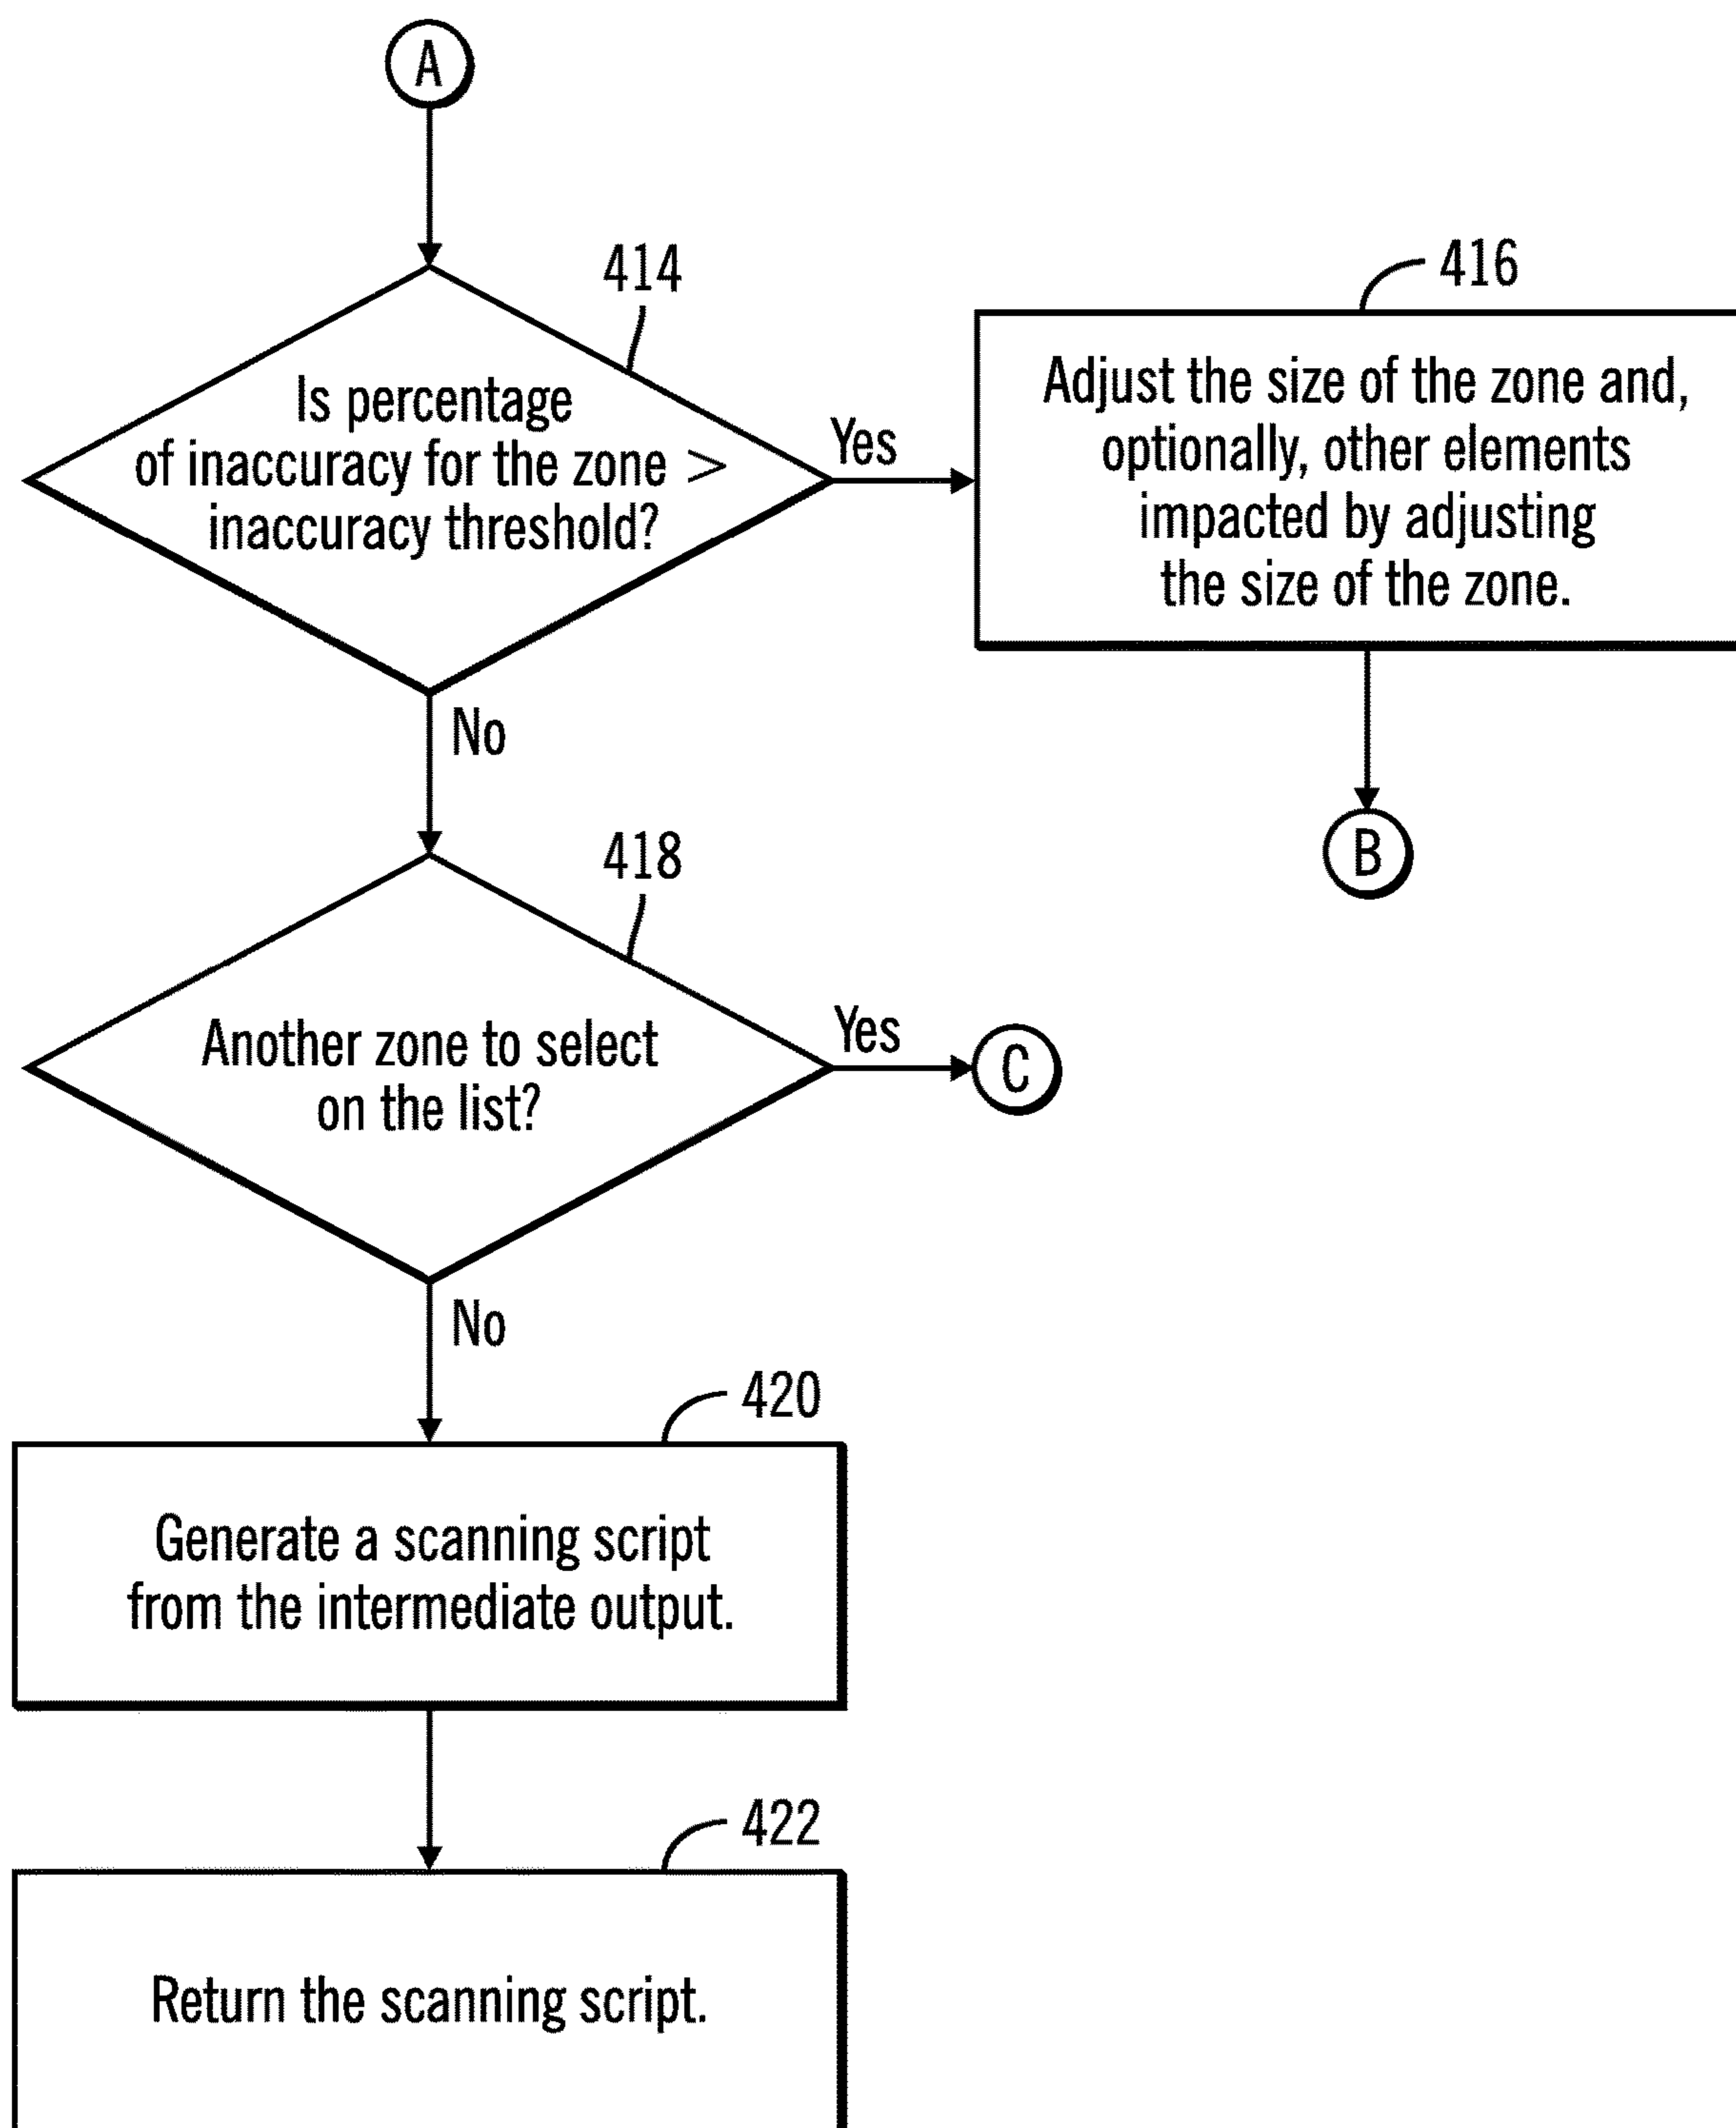 A
414
Is percentage
of inaccuracy for the zone >
inaccuracy threshold?
Yes
416
Adjust the size of the zone and,
optionally, other elements
impacted by adjusting
the size of the zone.
B
No
418
Another zone to select
on the list?
Yes
C
No
420
Generate a scanning script
from the intermediate output.
422
Return the scanning script.